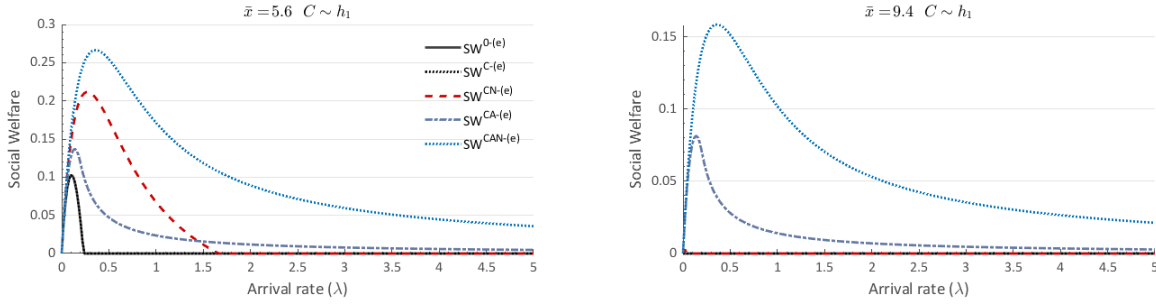 x̄ = 5.6 C ∼ h₁
Social Welfare
0.3
0.25
0.2
0.15
0.1
0.05
0
SW^0-(e)
SW^C-(e)
SW^CN-(e)
SW^CA-(e)
SW^CAN-(e)
0 0.5 1 1.5 2 2.5 3 3.5 4 4.5 5
Arrival rate (λ)
x̄ = 9.4 C ∼ h₁
Social Welfare
0.15
0.1
0.05
0
0 0.5 1 1.5 2 2.5 3 3.5 4 4.5 5
Arrival rate (λ)